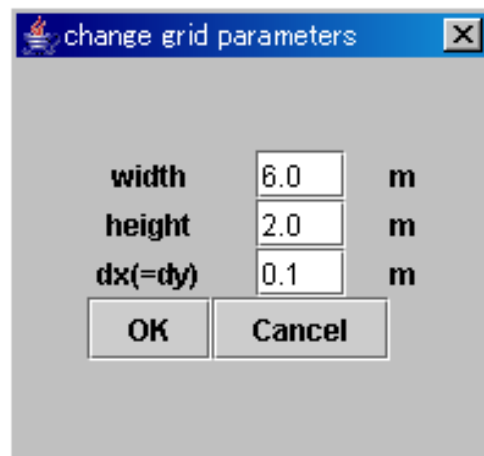 change grid parameters
width 6.0 m
height 2.0 m
dx(=dy) 0.1 m
OK Cancel